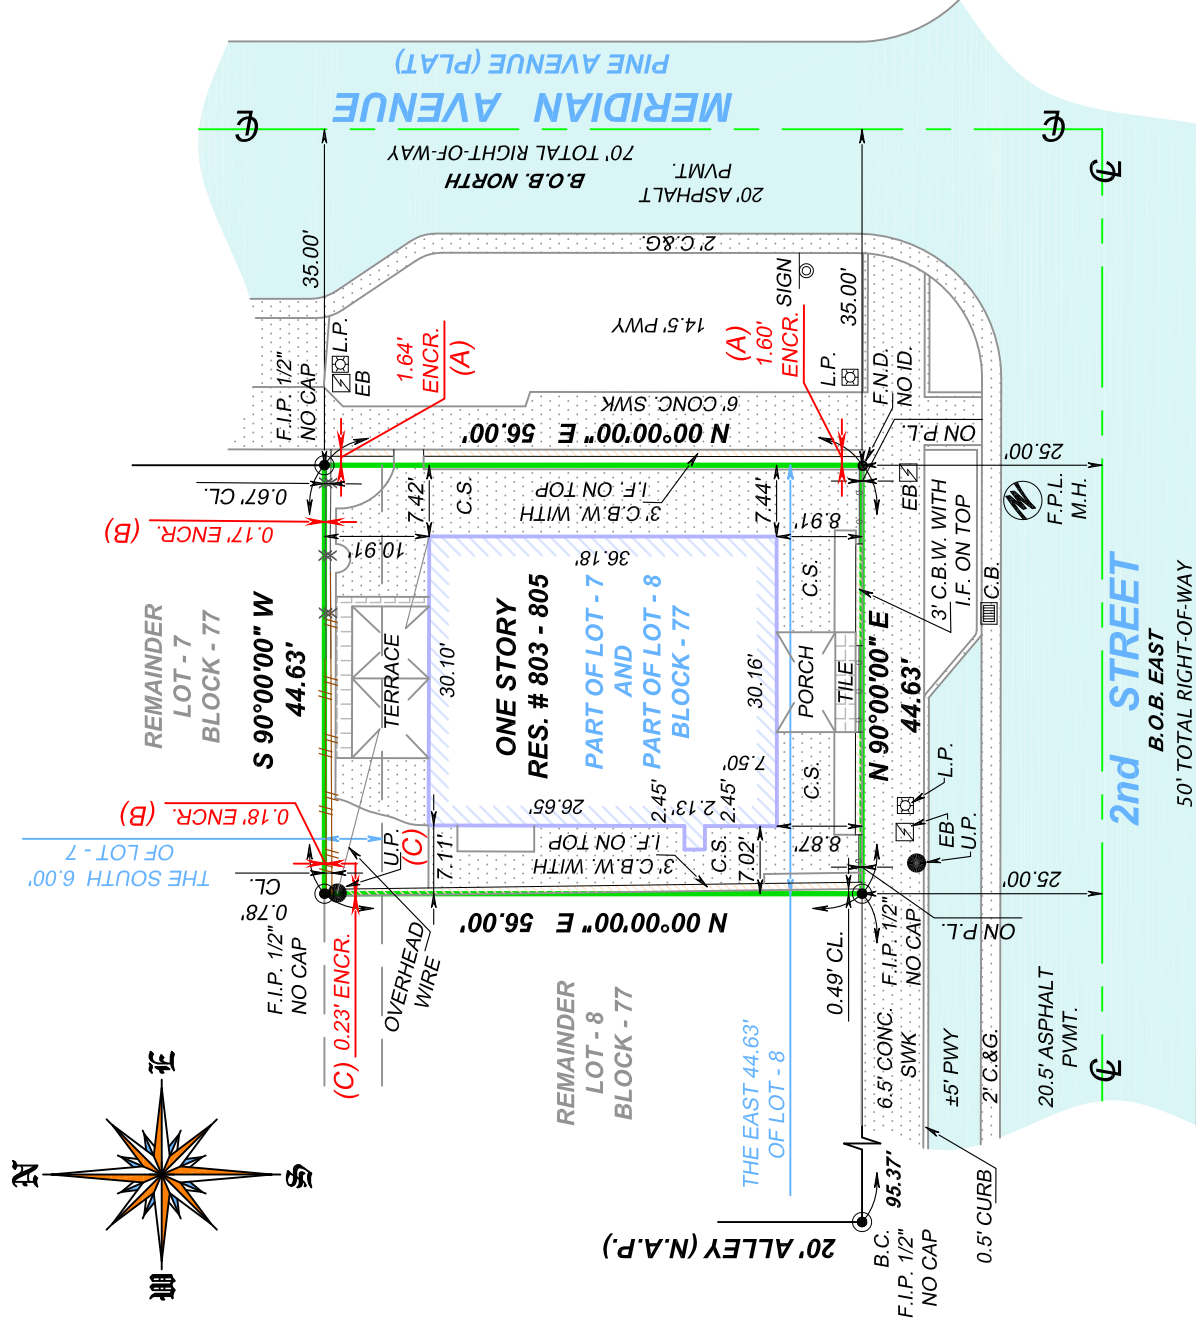 PINE AVENUE (PLAT)
MERIDIAN AVENUE
70' TOTAL RIGHT-OF-WAY
B.O.B. NORTH
20' ASPHALT
PVMT.
2' C.&G.
35.00'
SIGN
35.00'
14.5' PWY
1.64'
ENCR.
(A)
(A)
1.60'
ENCR.
L.P.
EB
L.P.
F.I.P. 1/2"
NO CAP
F.N.D.
NO ID.
6' CONC. SWK
N 00°00'00" E 56.00'
ON P.L.
25.00'
F.P.L.
M.H.
EB
0.67' CL.
0.17' ENCR. (B)
7.42'
C.S.
I.F. ON TOP
3' C.B.W. WITH
7.44'
8.91'
10.91'
36.18'
3' C.B.W. WITH
I.F. ON TOP
C.B.
REMAINDER
LOT - 7
BLOCK - 77
S 90°00'00" W
44.63'
TERRACE
30.10'
ONE STORY
RES. # 803 - 805
PART OF LOT - 7
AND
PART OF LOT - 8
BLOCK - 77
30.16'
C.S.
PORCH
TILE
C.S.
7.50'
N 90°00'00" E
44.63'
2nd STREET
B.O.B. EAST
50' TOTAL RIGHT-OF-WAY
26.65'
2.45'
2.13'
2.45'
0.18' ENCR. (B)
THE SOUTH 6.00'
OF LOT - 7
CL.
0.78'
U.P.
(C)
7.11'
I.F. ON TOP
3' C.B.W. WITH
C.S.
7.02'
8.87'
EB
L.P.
U.P.
F.I.P. 1/2"
NO CAP
(C) 0.23' ENCR.
OVERHEAD
WIRE
N 00°00'00" E 56.00'
0.49' CL.
F.I.P. 1/2"
NO CAP
ON P.L.
25.00'
REMAINDER
LOT - 8
BLOCK - 77
THE EAST 44.63'
OF LOT - 8
6.5' CONC.
SWK
±5' PWY
2' C.&G.
20.5' ASPHALT
PVMT.
N
E
S
W
20' ALLEY (N.A.P.)
95.37'
B.C.
F.I.P. 1/2"
NO CAP
0.5' CURB